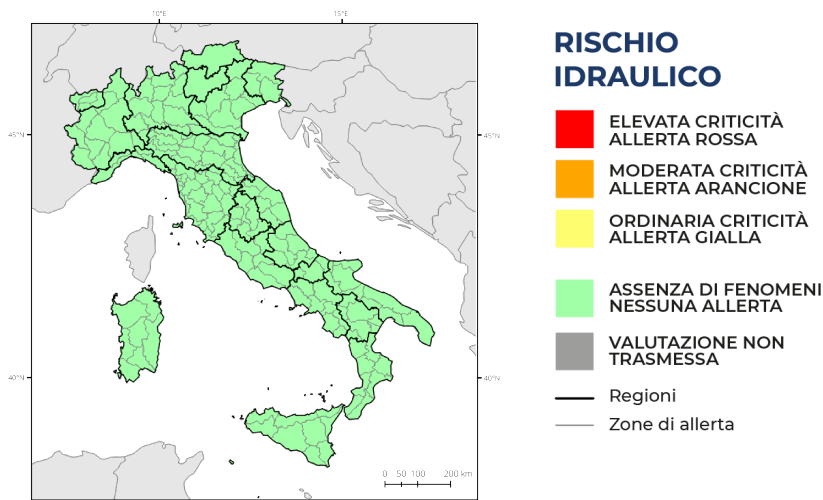 10°E 15°E
RISCHIO
IDRAULICO
ELEVATA CRITICITÀ
ALLERTA ROSSA
45°N 45°N
MODERATA CRITICITÀ
ALLERTA ARANCIONE
ORDINARIA CRITICITÀ
ALLERTA GIALLA
ASSENZA DI FENOMENI
NESSUNA ALLERTA
VALUTAZIONE NON
TRASMESSA
40°N 40°N
Regioni
Zone di allerta
0 50 100 200 km